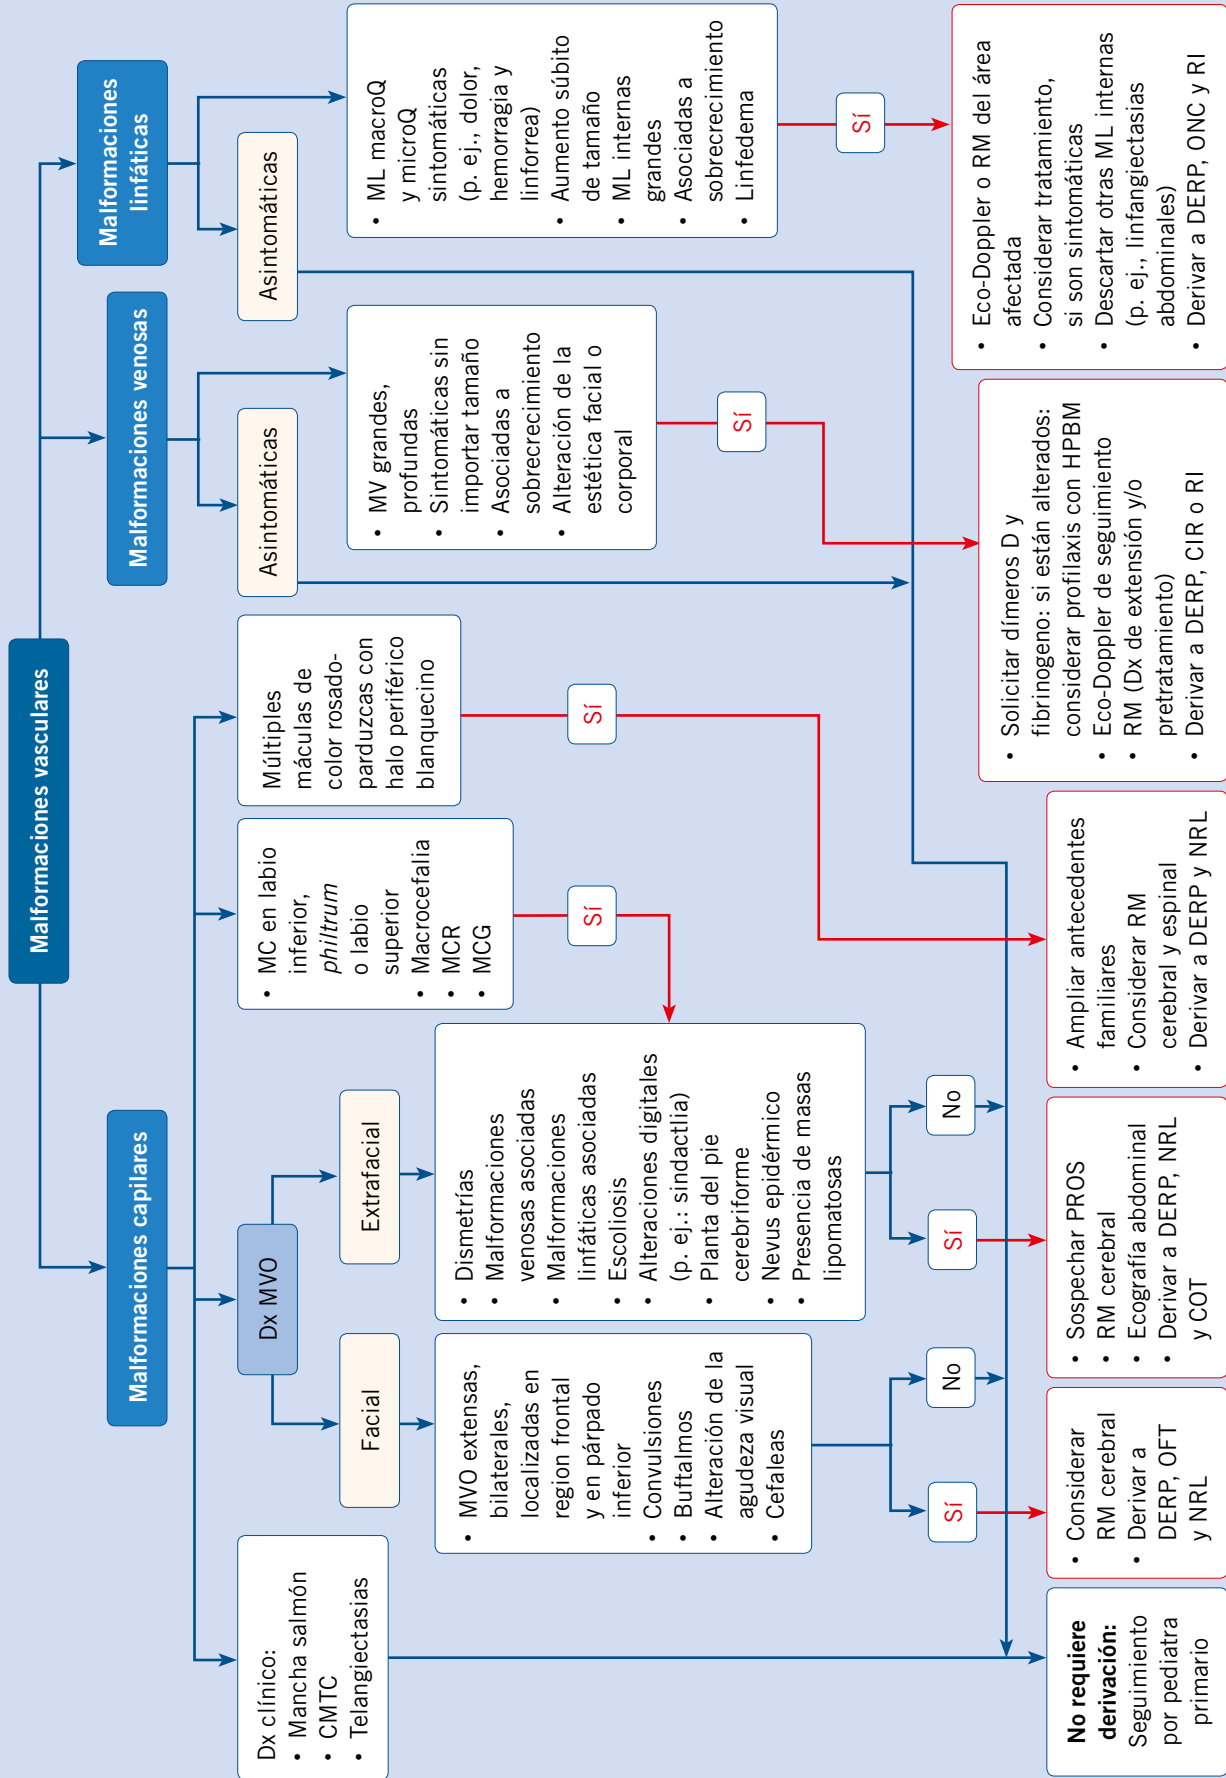 Malformaciones vasculares
Malformaciones capilares
Malformaciones venosas
Malformaciones
linfáticas
Dx clínico:
• Mancha salmón
• CMTC
• Telangiectasias
Dx MVO
Facial
Extrafacial
• MVO extensas,
bilaterales,
localizadas en
region frontal
y en párpado
inferior
• Convulsiones
• Buftalmos
• Alteración de la
agudeza visual
• Cefaleas
• Dismetrías
• Malformaciones
venosas asociadas
• Malformaciones
linfáticas asociadas
• Escoliosis
• Alteraciones digitales
(p. ej.: sindactlia)
• Planta del pie
cerebriforme
• Nevus epidérmico
• Presencia de masas
lipomatosas
• MC en labio
inferior,
philtrum
o labio
superior
• Macrocefalia
• MCR
• MCG
Múltiples
máculas de
color rosado-
parduzcas con
halo periférico
blanquecino
Asintomáticas
• MV grandes,
profundas
• Sintomáticas sin
importar tamaño
• Asociadas a
sobrecrecimiento
• Alteración de la
estética facial o
corporal
Asintomáticas
• ML macroQ
y microQ
sintomáticas
(p. ej., dolor,
hemorragia y
linforrea)
• Aumento súbito
de tamaño
• ML internas
grandes
• Asociadas a
sobrecrecimiento
• Linfedema
Sí
No
Sí
No
Sí
Sí
Sí
Sí
No requiere
derivación:
Seguimiento
por pediatra
primario
• Considerar
RM cerebral
• Derivar a
DERP, OFT
y NRL
• Sospechar PROS
• RM cerebral
• Ecografía abdominal
• Derivar a DERP, NRL
y COT
• Ampliar antecedentes
familiares
• Considerar RM
cerebral y espinal
• Derivar a DERP y NRL
• Solicitar dímeros D y
fibrinogeno: si están alterados:
considerar profilaxis con HPBM
• Eco-Doppler de seguimiento
• RM (Dx de extensión y/o
pretratamiento)
• Derivar a DERP, CIR o RI
• Eco-Doppler o RM del área
afectada
• Considerar tratamiento,
si son sintomáticas
• Descartar otras ML internas
(p. ej., linfangiectasias
abdominales)
• Derivar a DERP, ONC y RI